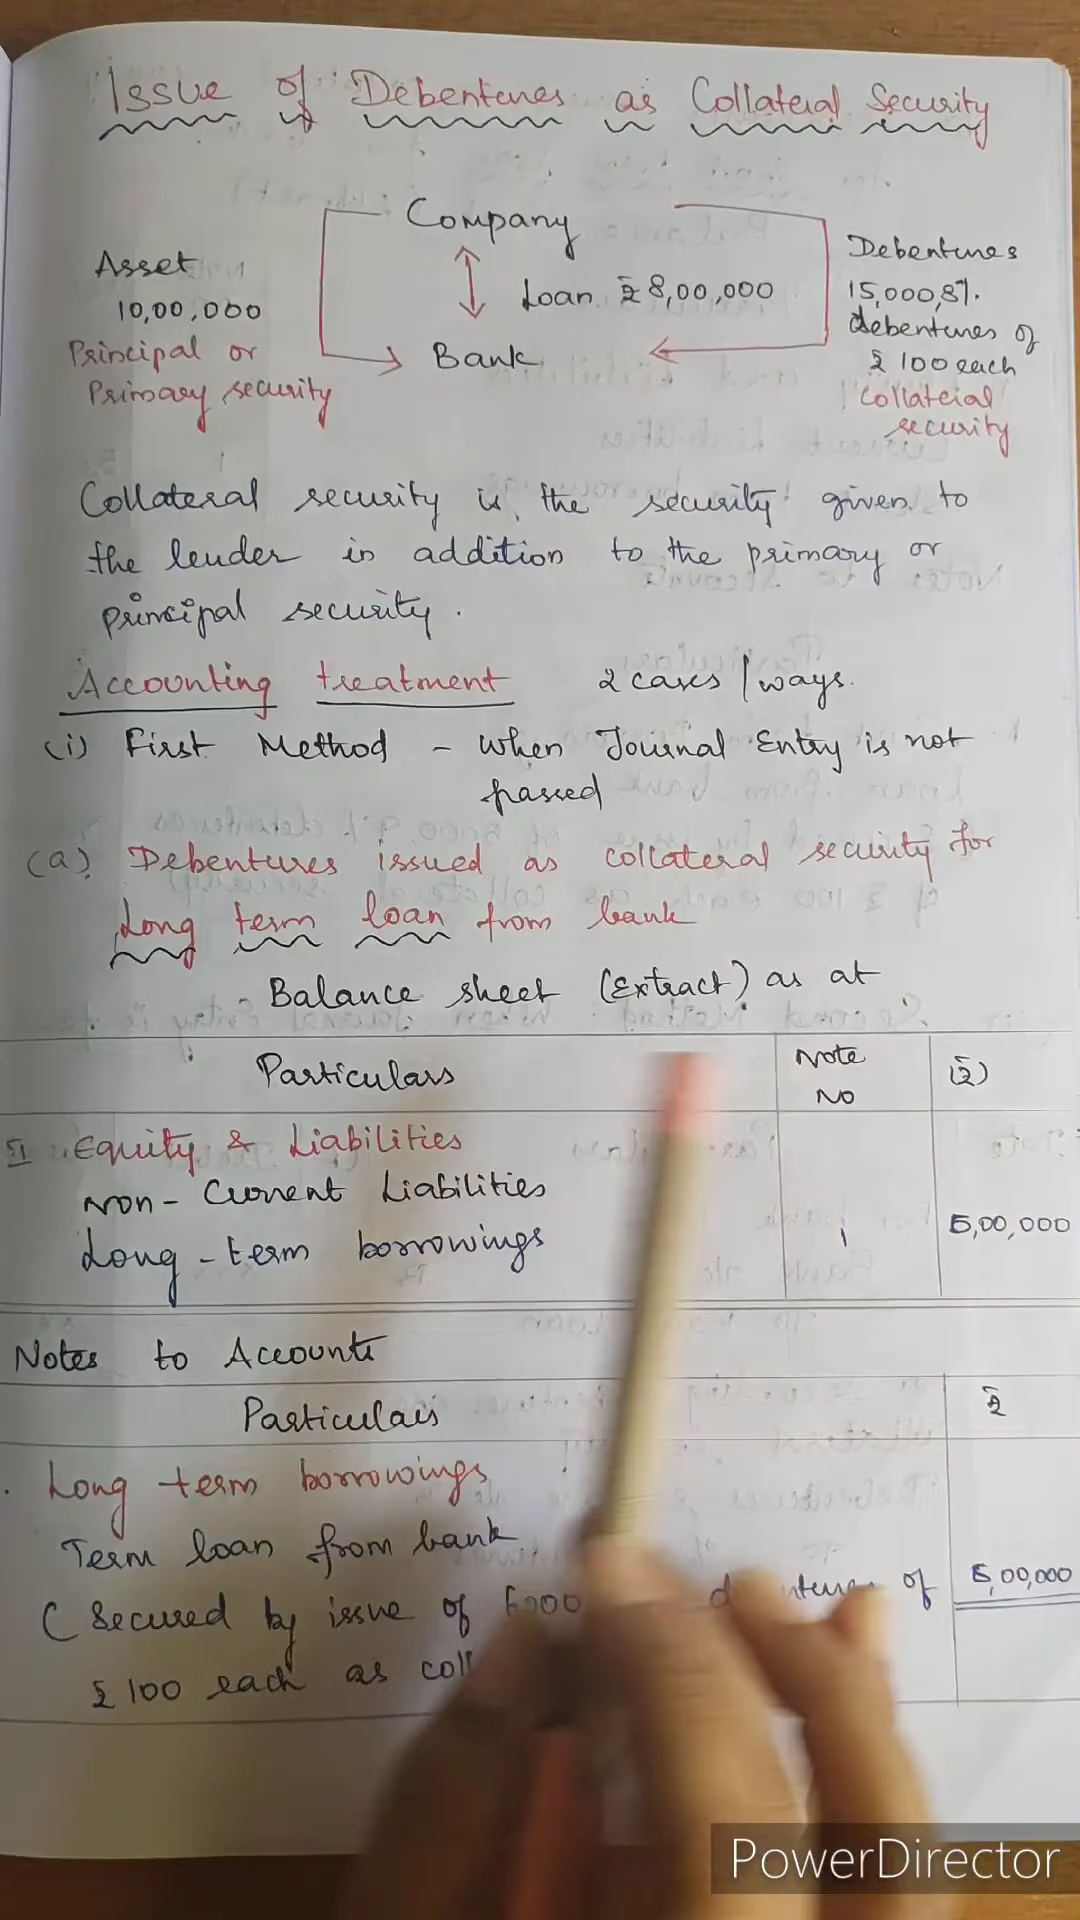 Issue of Debentures as Collateral Security
Company
Asset
10,00,000
Principal or
Primary security
Loan ₹ 8,00,000
Bank
Debentures
15,000, 8%
debentures of
₹ 100 each
Collateral
security
Collateral security is the security given to
the lender in addition to the primary or
principal security.
Accounting treatment 2 cases / ways.
(i) First Method - When Journal Entry is not
passed
(a) Debentures issued as collateral security for
Long term loan from bank
Balance sheet (Extract) as at
Particulars Note No (₹)
I Equity & Liabilities
Non-Current Liabilities
Long-term borrowings 1 5,00,000
Notes to Accounts
Particulars ₹
Long term borrowings
Term loan from bank
(Secured by issue of of 5,00,000
₹ 100 each as
PowerDirector